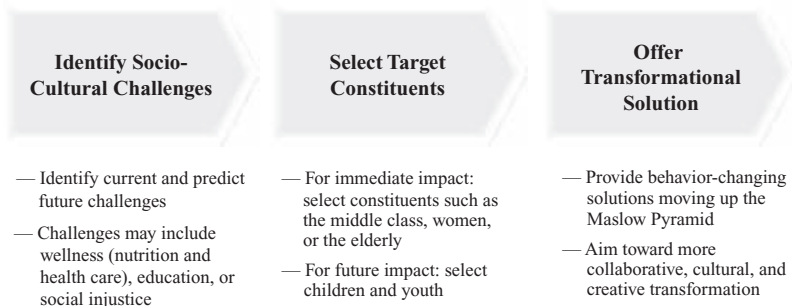 Identify Socio-
Cultural Challenges
— Identify current and predict
future challenges
— Challenges may include
wellness (nutrition and
health care), education, or
social injustice
Select Target
Constituents
— For immediate impact:
select constituents such as
the middle class, women,
or the elderly
— For future impact: select
children and youth
Offer
Transformational
Solution
— Provide behavior-changing
solutions moving up the
Maslow Pyramid
— Aim toward more
collaborative, cultural, and
creative transformation